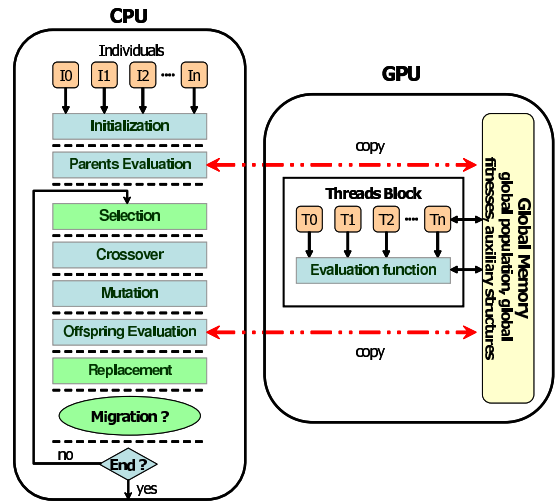 CPU
Individuals
I0 I1 I2 •••• In
Initialization
Parents Evaluation
Selection
Crossover
Mutation
Offspring Evaluation
Replacement
Migration ?
no
End ?
yes
GPU
copy
Threads Block
T0 T1 T2 •••• Tn
Evaluation function
copy
Global Memory
global population, global
fitnesses, auxiliary structures